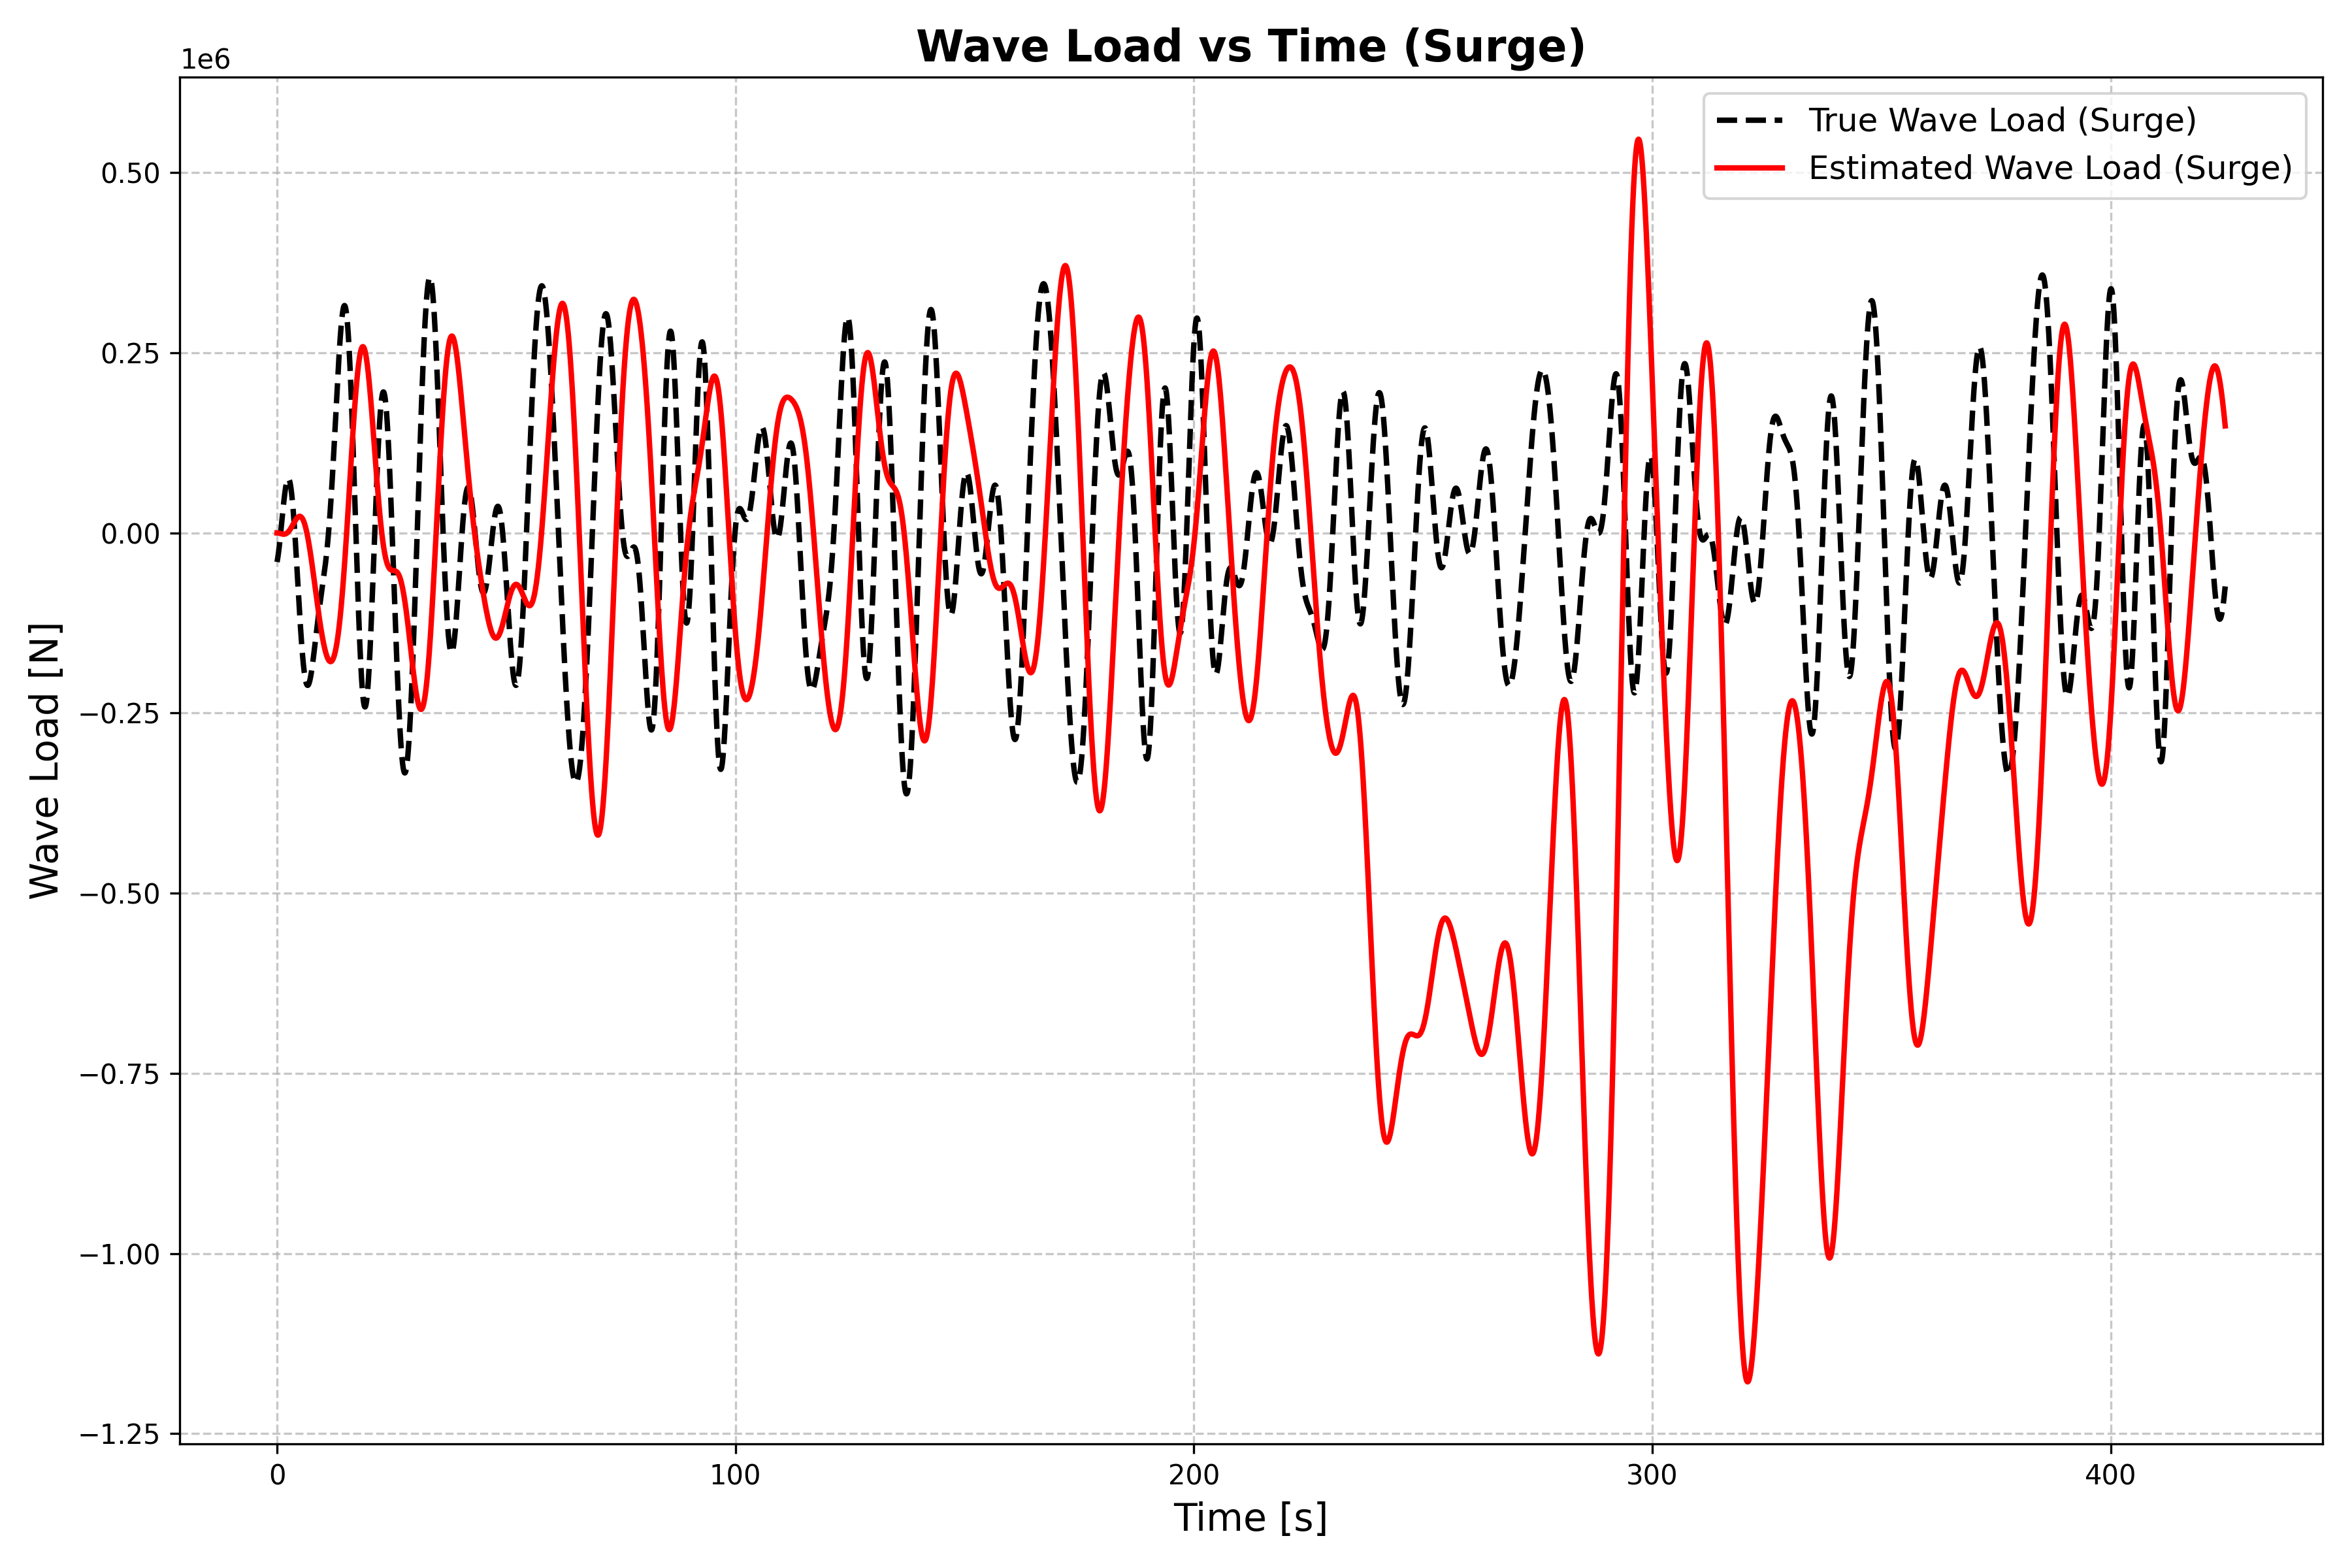 Wave Load vs Time (Surge)
1e6
True Wave Load (Surge)
Estimated Wave Load (Surge)
Wave Load [N]
0.50
0.25
0.00
−0.25
−0.50
−0.75
−1.00
−1.25
0 100 200 300 400
Time [s]